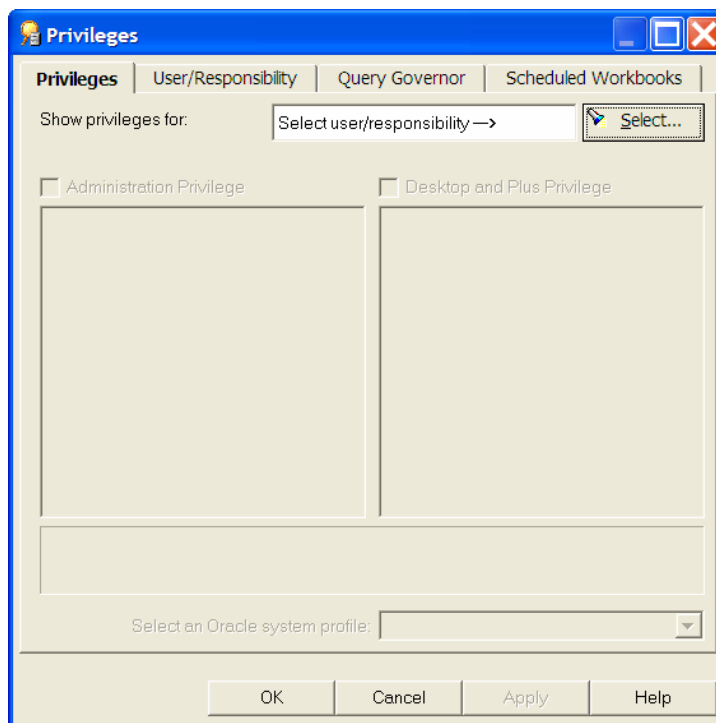 Privileges
Privileges User/Responsibility Query Governor Scheduled Workbooks
Show privileges for: Select user/responsibility —> Select...
Administration Privilege Desktop and Plus Privilege
Select an Oracle system profile:
OK Cancel Apply Help